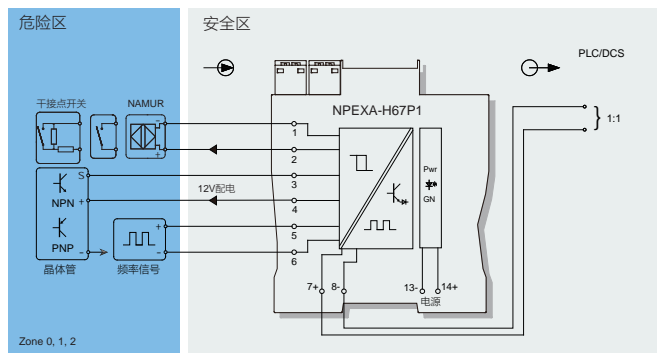 危险区
安全区
PLC/DCS
干接点开关
NAMUR
NPEXA-H67P1
-
+
1
1:1
2
S
3
Pwr
12V配电
NPN
+
4
GN
+
5
PNP
-
-
6
晶体管
频率信号
7+
8-
13-
14+
电源
Zone 0, 1, 2